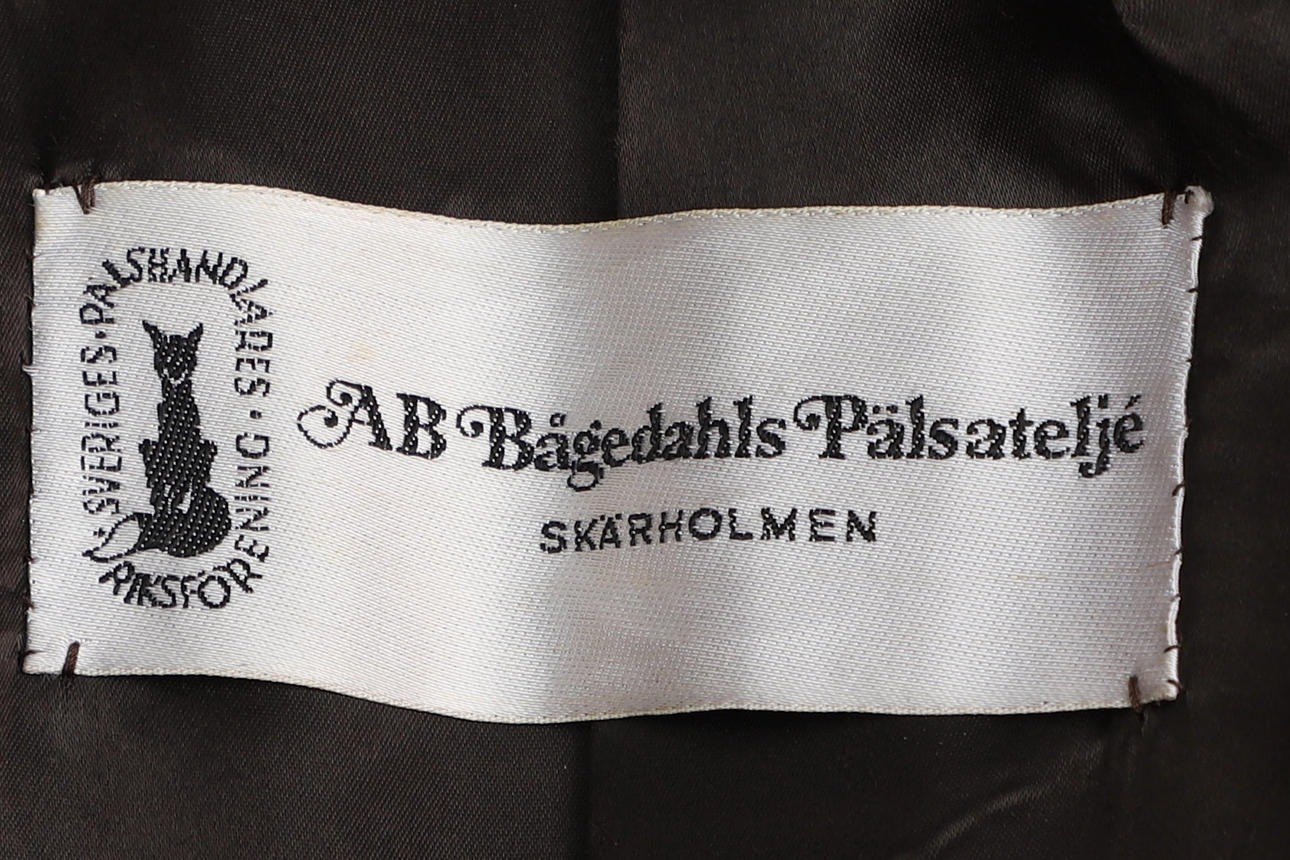 SVERIGES · PÄLSHANDLARES · RIKSFÖRENING
AB Bågedahls Pälsateljé
SKÄRHOLMEN